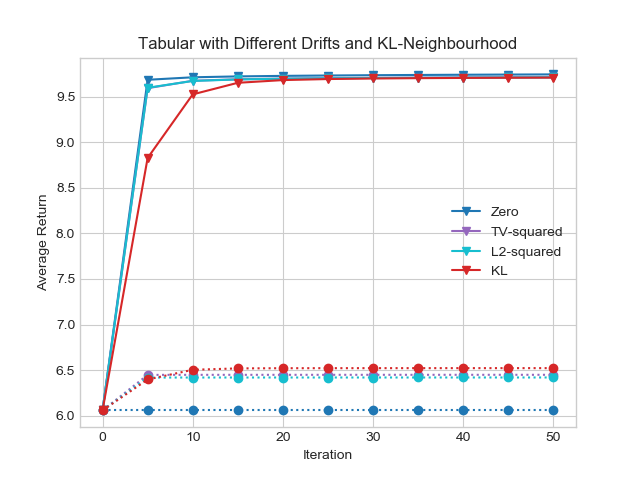 Tabular with Different Drifts and KL-Neighbourhood
Average Return
9.5
9.0
8.5
8.0
7.5
7.0
6.5
6.0
Zero
TV-squared
L2-squared
KL
0 10 20 30 40 50
Iteration